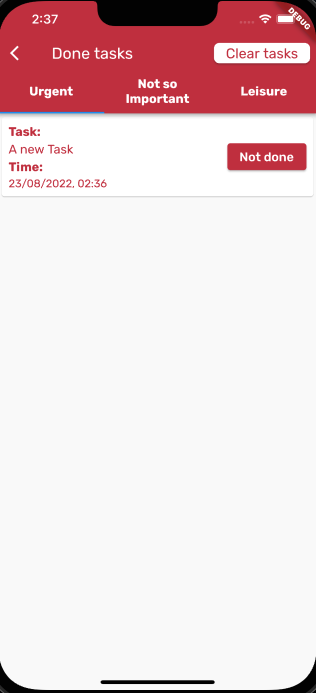 2:37
DEBUG
Done tasks
Clear tasks
Urgent
Not so
Important
Leisure
Task:
A new Task
Time:
23/08/2022, 02:36
Not done